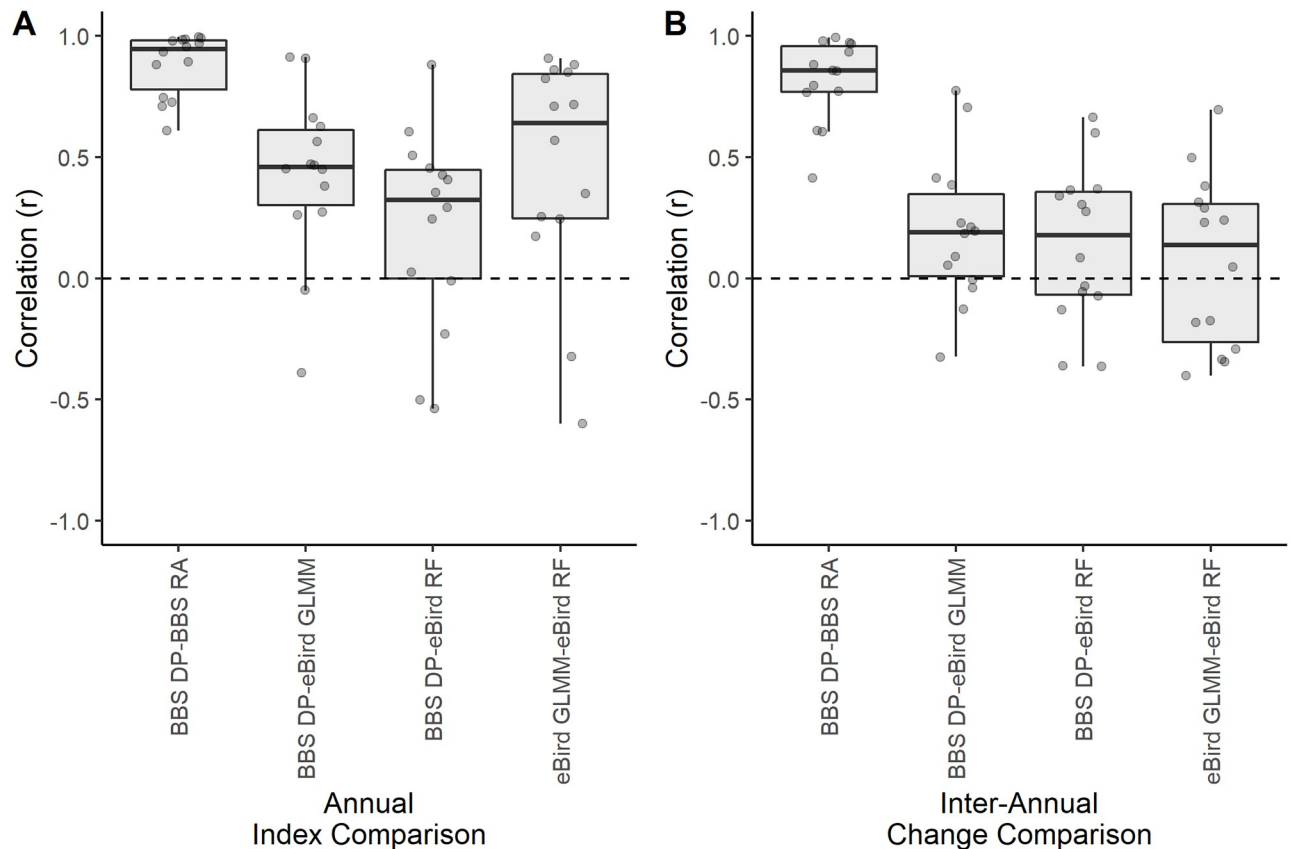 A
Correlation (r)
1.0
0.5
0.0
-0.5
-1.0
BBS DP-BBS RA
BBS DP-eBird GLMM
BBS DP-eBird RF
eBird GLMM-eBird RF
Annual
Index Comparison
B
Correlation (r)
1.0
0.5
0.0
-0.5
-1.0
BBS DP-BBS RA
BBS DP-eBird GLMM
BBS DP-eBird RF
eBird GLMM-eBird RF
Inter-Annual
Change Comparison